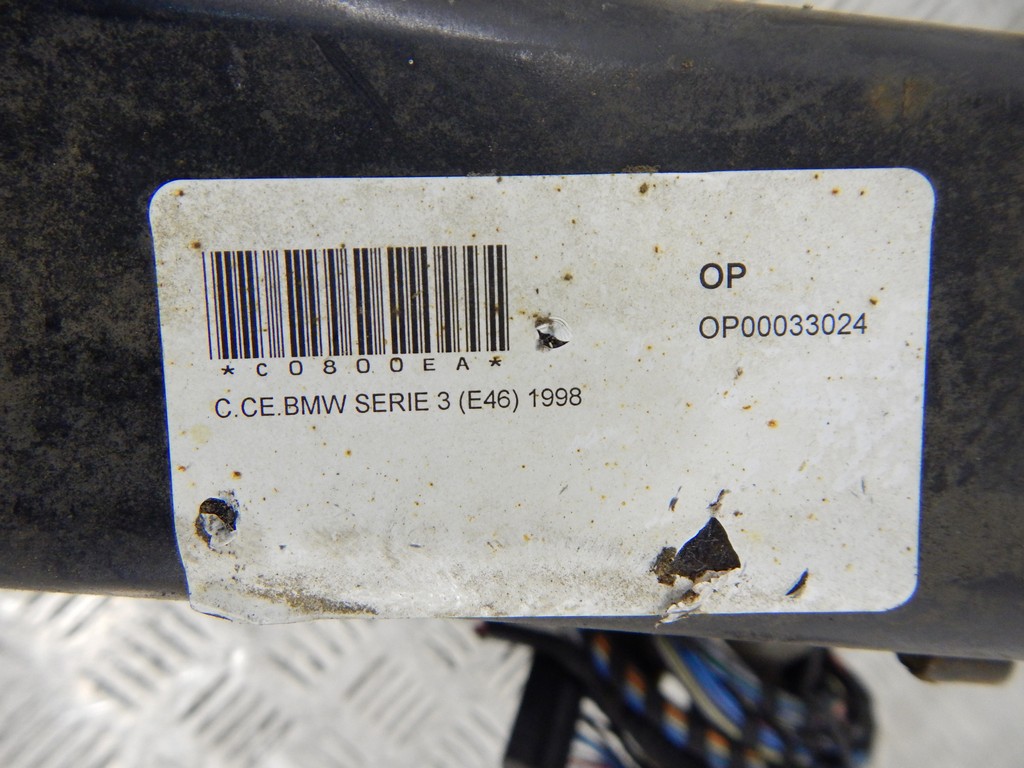 *C0800EA*
C.CE.BMW SERIE 3 (E46) 1998
OP
OP00033024